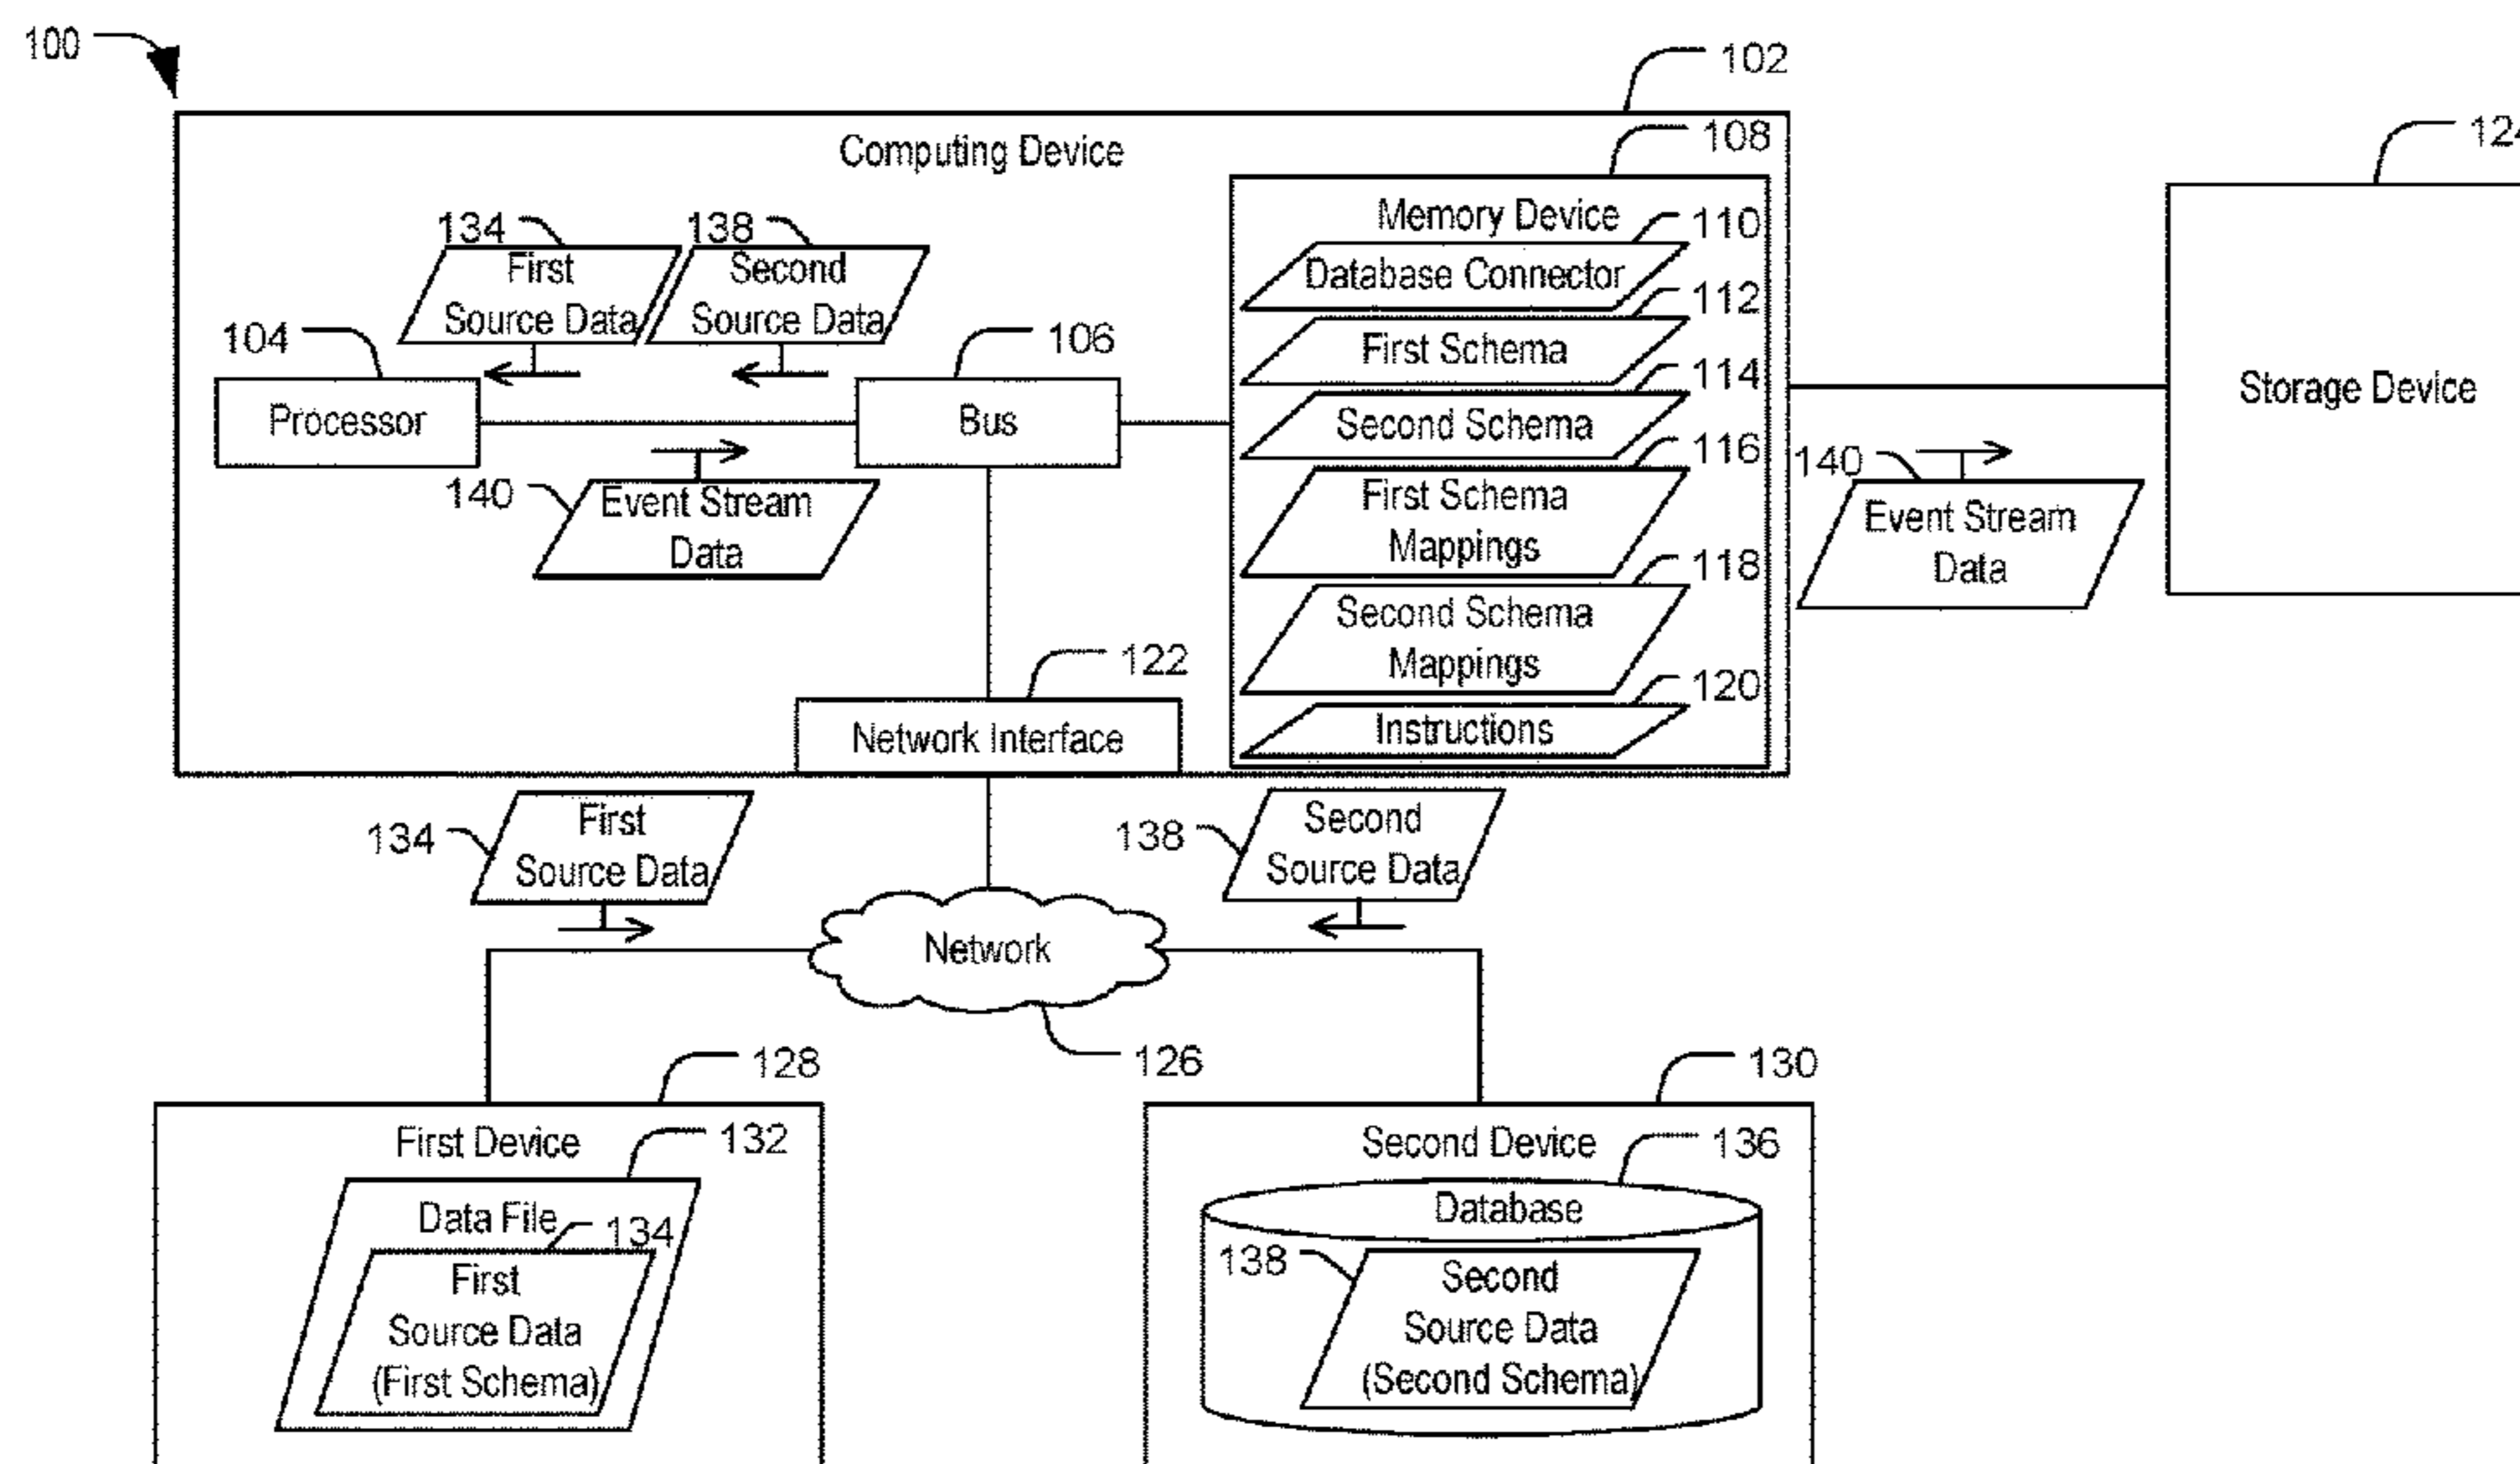 100
102
Computing Device
108
124
Memory Device
134
138
110
First
Source Data
Second
Source Data
Database Connector
112
104
106
First Schema
114
Processor
Bus
Second Schema
Storage Device
116
140
Event Stream
Data
First Schema
Mappings
140
Event Stream
Data
118
Second Schema
Mappings
122
120
Network Interface
Instructions
134
First
Source Data
138
Second
Source Data
Network
126
128
130
First Device
132
Second Device
136
Data File
134
Database
138
First
Source Data
(First Schema)
Second
Source Data
(Second Schema)